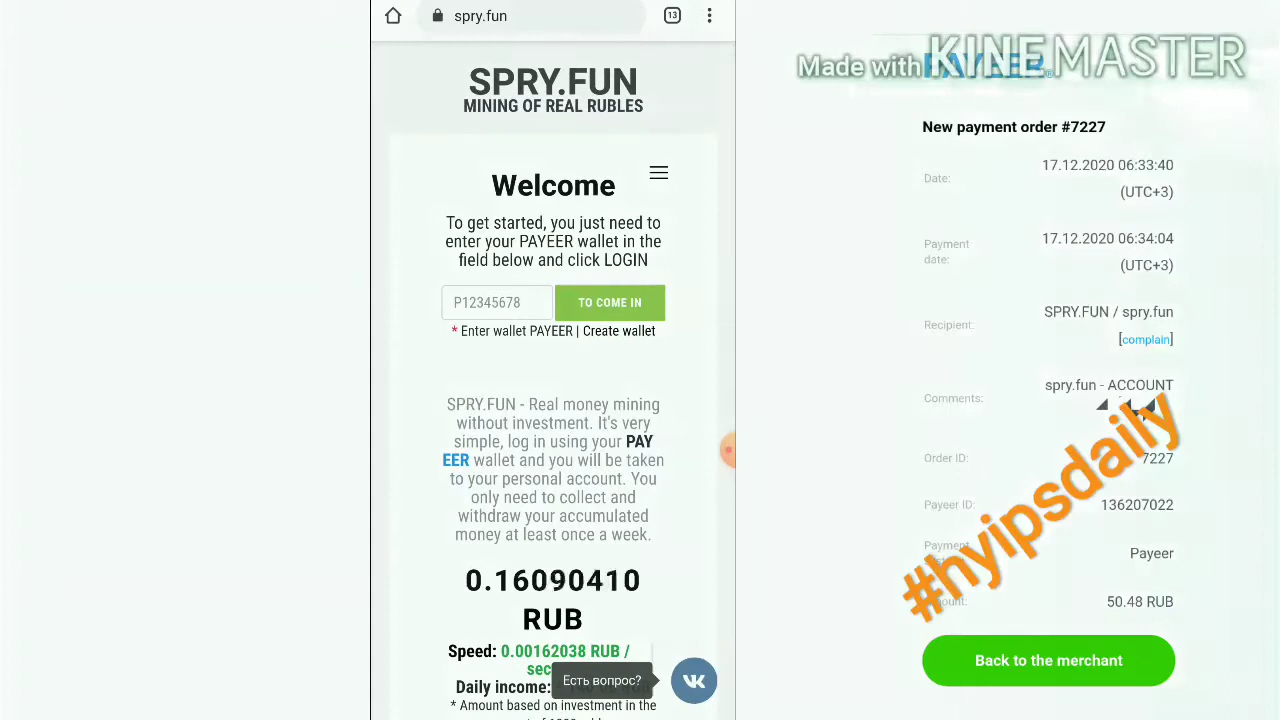 spry.fun
13
SPRY.FUN
MINING OF REAL RUBLES
Welcome
To get started, you just need to
enter your PAYEER wallet in the
field below and click LOGIN
P12345678
TO COME IN
* Enter wallet PAYEER | Create wallet
SPRY.FUN - Real money mining
without investment. It's very
simple, log in using your PAY
EER wallet and you will be taken
to your personal account. You
only need to collect and
withdraw your accumulated
money at least once a week.
0.16090410
RUB
Speed: 0.00162038 RUB /
sec
Daily income:
Есть вопрос?
* Amount based on investment in the
Made with KINEMASTER
PAYEER
New payment order #7227
Date:
17.12.2020 06:33:40
(UTC+3)
Payment
date:
17.12.2020 06:34:04
(UTC+3)
Recipient:
SPRY.FUN / spry.fun
[complain]
Comments:
spry.fun - ACCOUNT
Order ID:
7227
Payeer ID:
136207022
Payment
Payeer
50.48 RUB
#hyipsdaily
Back to the merchant